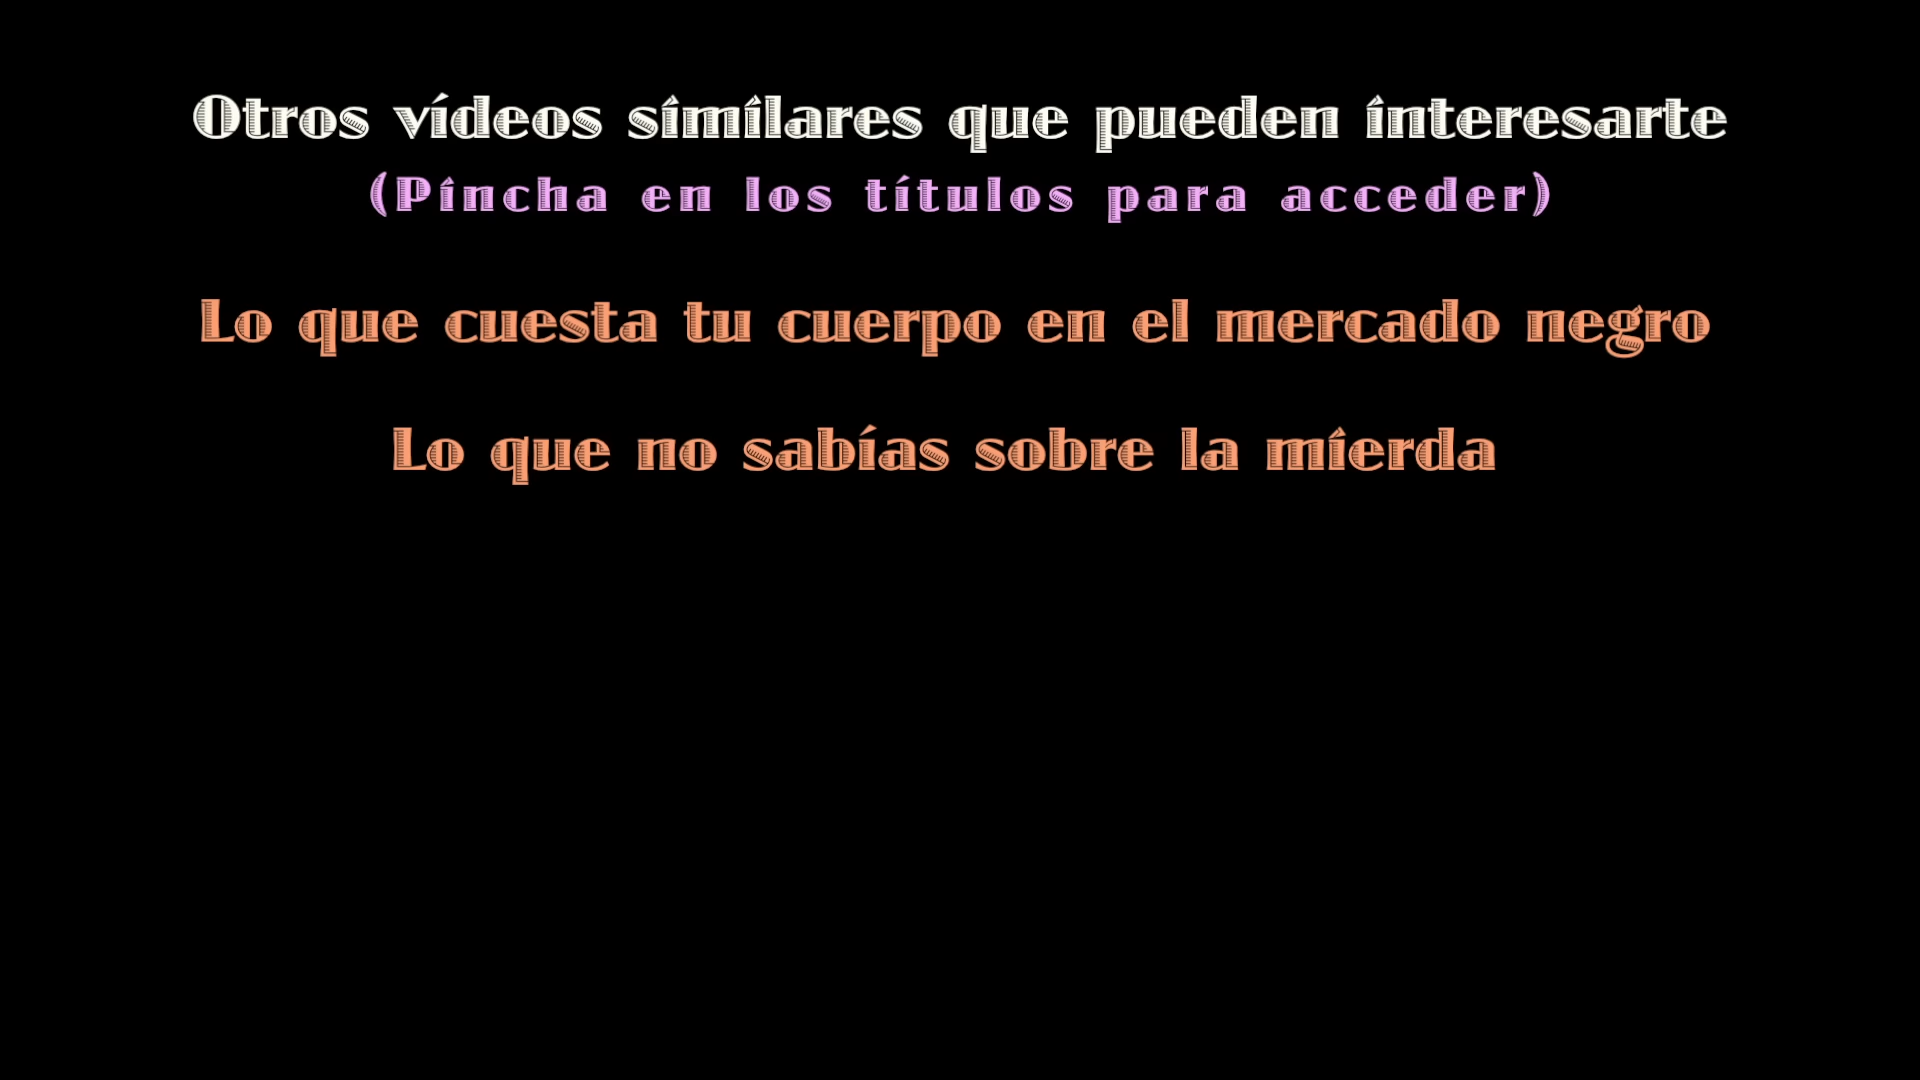 Otros vídeos similares que pueden interesarte
(Pincha en los títulos para acceder)
Lo que cuesta tu cuerpo en el mercado negro
Lo que no sabías sobre la mierda